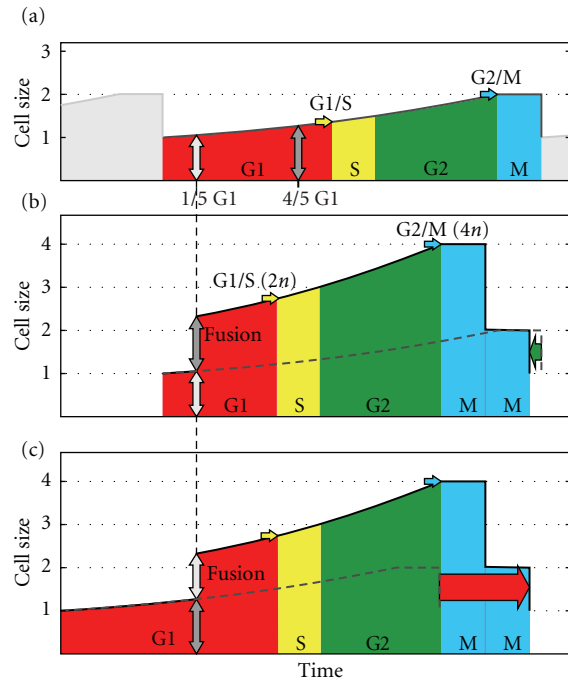 (a)
3
2
1
Cell size
G1/S
G2/M
G1
S
G2
M
1/5 G1
4/5 G1
(b)
4
3
2
1
Cell size
G1/S (2n)
G2/M (4n)
Fusion
G1
S
G2
M
M
(c)
4
3
2
1
Cell size
Fusion
G1
S
G2
M
M
Time